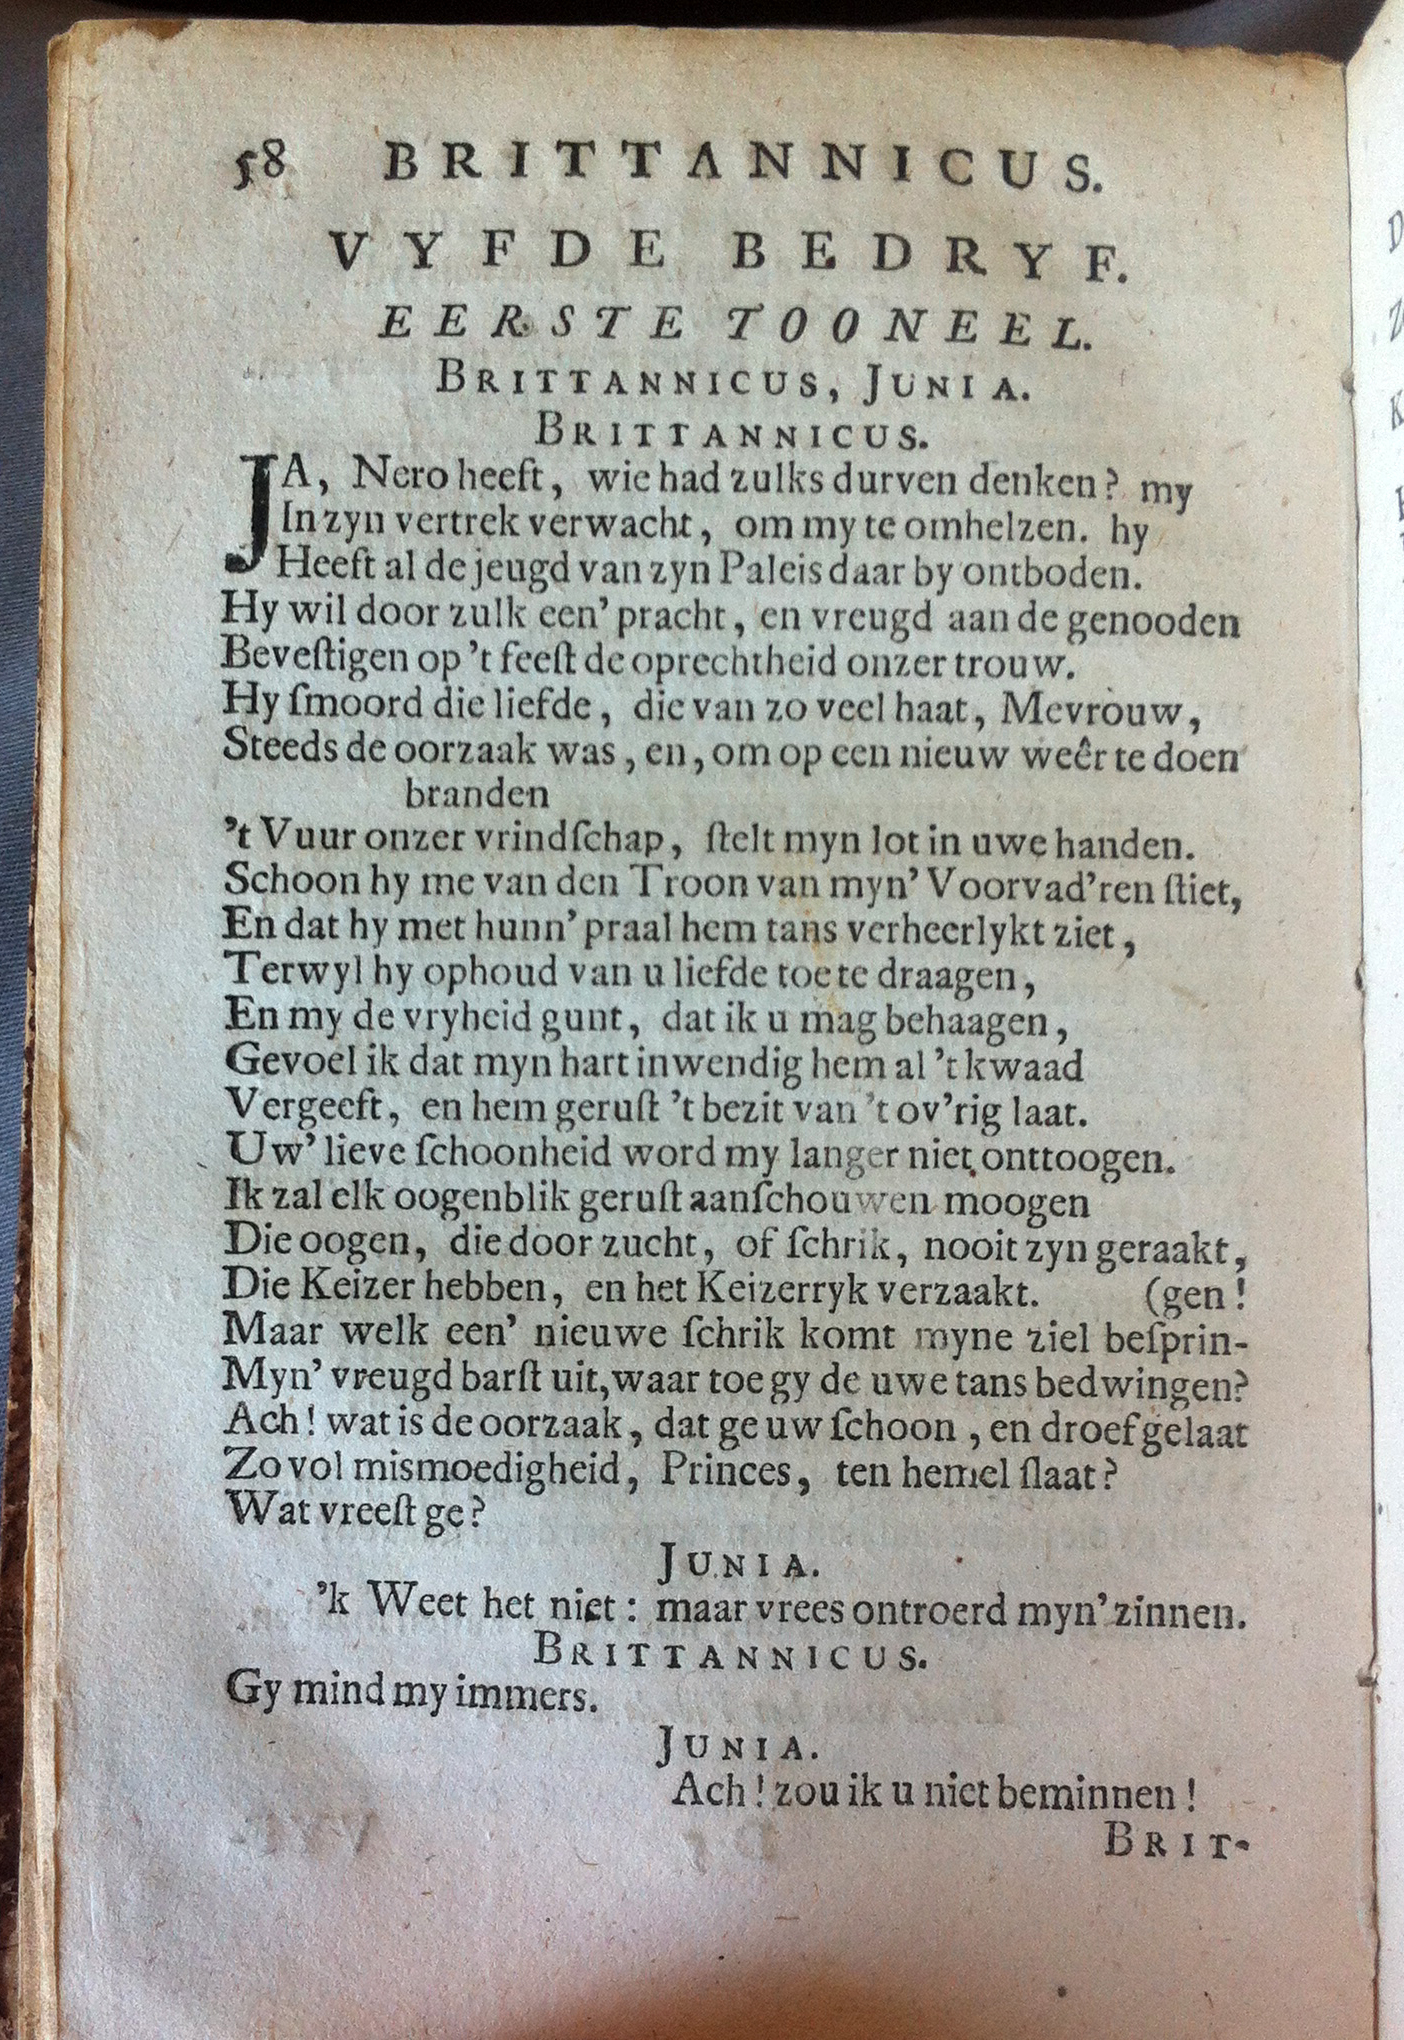 58 BRITTANNICUS.
VYFDE BEDRYF.
EERSTE TOONEEL.
BRITTANNICUS, JUNIA.
BRITTANNICUS.
JA, Nero heeft, wie had zulks durven denken? my
In zyn vertrek verwacht, om my te omhelzen. hy
Heeft al de jeugd van zyn Paleis daar by ontboden.
Hy wil door zulk een' pracht, en vreugd aan de genooden
Beveſtigen op 't feeſt de oprechtheid onzer trouw.
Hy ſmoord die liefde, die van zo veel haat, Mevrouw,
Steeds de oorzaak was, en, om op een nieuw weêr te doen
branden
't Vuur onzer vrindſchap, ſtelt myn lot in uwe handen.
Schoon hy me van den Troon van myn' Voorvad'ren ſtiet,
En dat hy met hunn' praal hem tans verheerlykt ziet,
Terwyl hy ophoud van u liefde toe te draagen,
En my de vryheid gunt, dat ik u mag behaagen,
Gevoel ik dat myn hart inwendig hem al 't kwaad
Vergeeft, en hem geruſt 't bezit van 't ov'rig laat.
Uw' lieve ſchoonheid word my langer niet onttoogen.
Ik zal elk oogenblik geruſt aanſchouwen moogen
Die oogen, die door zucht, of ſchrik, nooit zyn geraakt,
Die Keizer hebben, en het Keizerryk verzaakt. (gen!
Maar welk een' nieuwe ſchrik komt myne ziel beſprin-
Myn' vreugd barſt uit, waar toe gy de uwe tans bedwingen?
Ach! wat is de oorzaak, dat ge uw ſchoon, en droef gelaat
Zo vol mismoedigheid, Princes, ten hemel ſlaat?
Wat vreeſt ge?
JUNIA.
'k Weet het niet: maar vrees ontroerd myn' zinnen.
BRITTANNICUS.
Gy mind my immers.
JUNIA.
Ach! zou ik u niet beminnen!
BRIT-